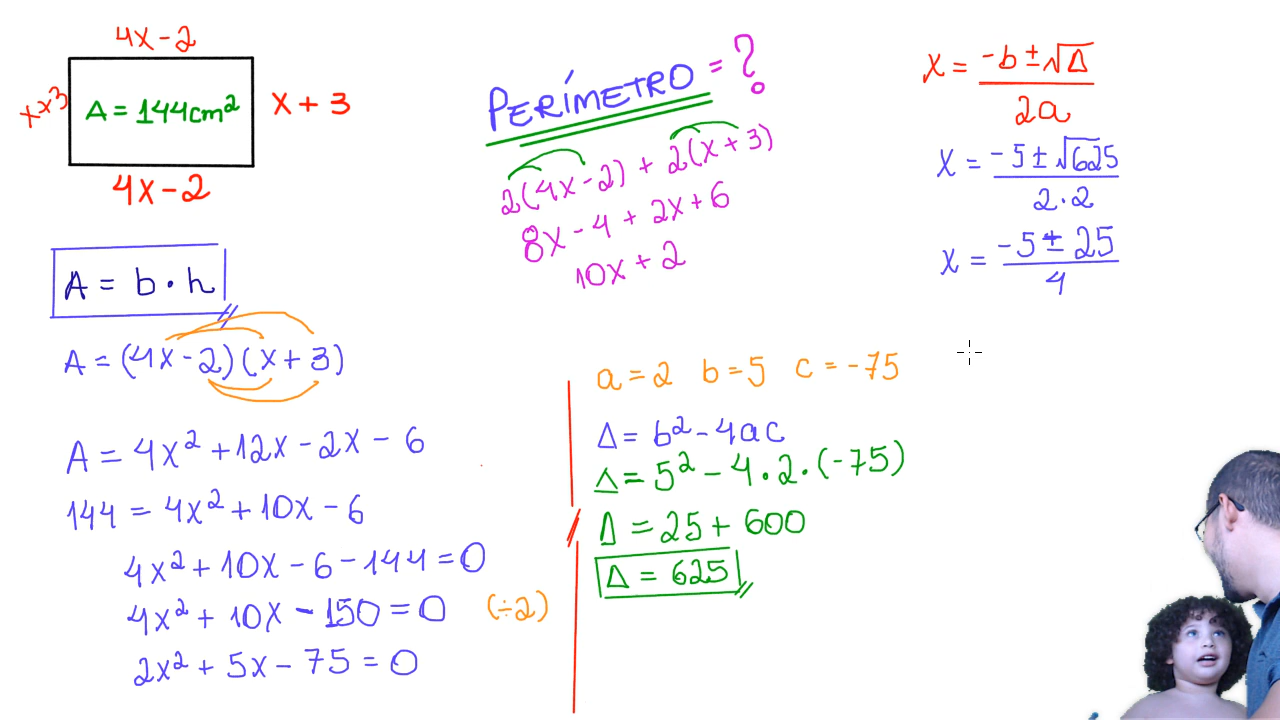 4x - 2
x + 3
A = 144cm²
x + 3
4x - 2
A = b · h
A = (4x - 2)(x + 3)
A = 4x² + 12x - 2x - 6
144 = 4x² + 10x - 6
4x² + 10x - 6 - 144 = 0
4x² + 10x - 150 = 0 (÷2)
2x² + 5x - 75 = 0
PERÍMETRO = ?
2(4x - 2) + 2(x + 3)
8x - 4 + 2x + 6
10x + 2
a = 2 b = 5 c = -75
Δ = b² - 4ac
Δ = 5² - 4 · 2 · (-75)
Δ = 25 + 600
Δ = 625
x = (-b ± √Δ) / 2a
x = (-5 ± √625) / 2 · 2
x = (-5 ± 25) / 4